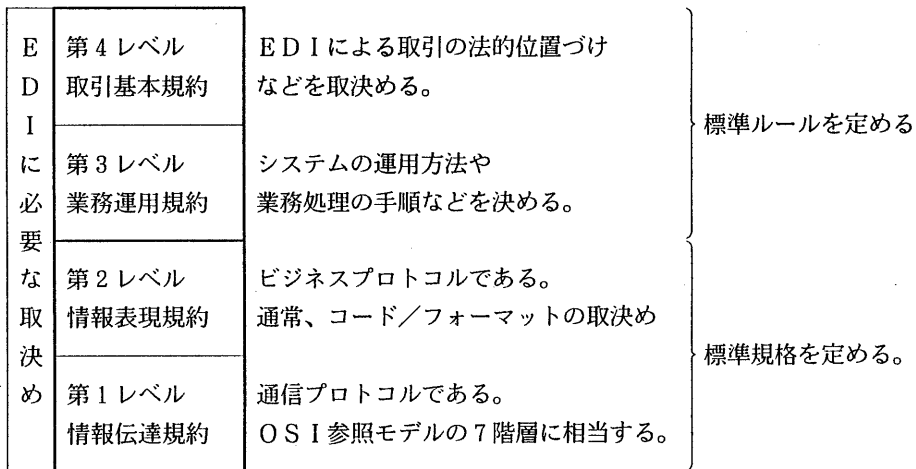 EDIに必要な取決め
第4レベル
取引基本規約
EDIによる取引の法的位置づけ
などを取決める。
第3レベル
業務運用規約
システムの運用方法や
業務処理の手順などを決める。
標準ルールを定める
第2レベル
情報表現規約
ビジネスプロトコルである。
通常、コード/フォーマットの取決め
第1レベル
情報伝達規約
通信プロトコルである。
OSI参照モデルの7階層に相当する。
標準規格を定める。